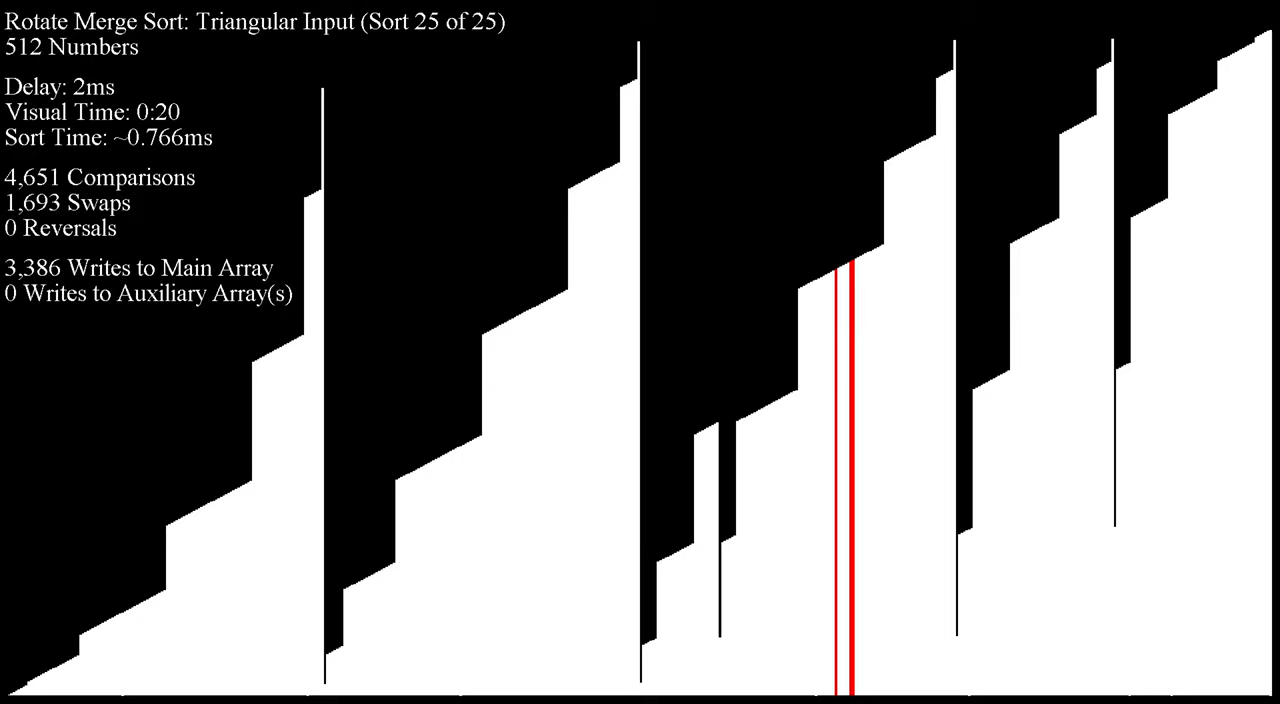 Rotate Merge Sort: Triangular Input (Sort 25 of 25)
512 Numbers
Delay: 2ms
Visual Time: 0:20
Sort Time: ~0.766ms
4,651 Comparisons
1,693 Swaps
0 Reversals
3,386 Writes to Main Array
0 Writes to Auxiliary Array(s)